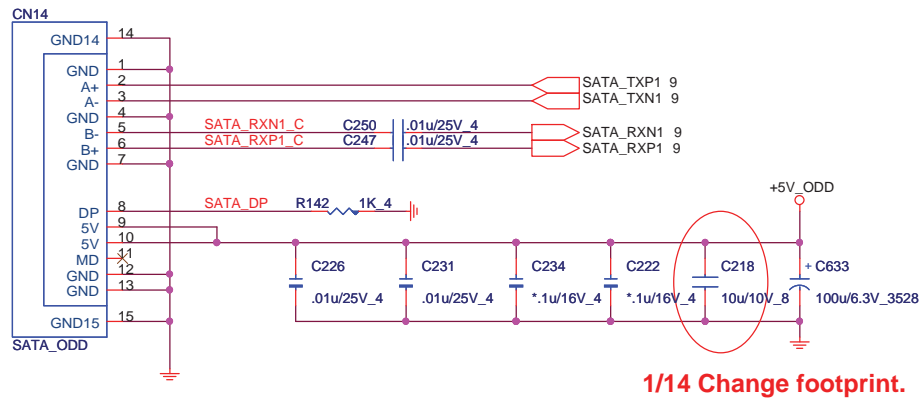 CN14
GND14 14
GND 1
A+ 2 SATA_TXP1 9
A- 3 SATA_TXN1 9
GND 4
B- 5 SATA_RXN1_C C250 .01u/25V_4 SATA_RXN1 9
B+ 6 SATA_RXP1_C C247 .01u/25V_4 SATA_RXP1 9
GND 7
+5V_ODD
DP 8 SATA_DP R142 1K_4
5V 9
5V 10
MD 11
GND 12
GND 13
C226 C231 C234 C222 C218 + C633
.01u/25V_4 .01u/25V_4 *.1u/16V_4 *.1u/16V_4 10u/10V_8 100u/6.3V_3528
GND15 15
SATA_ODD
1/14 Change footprint.